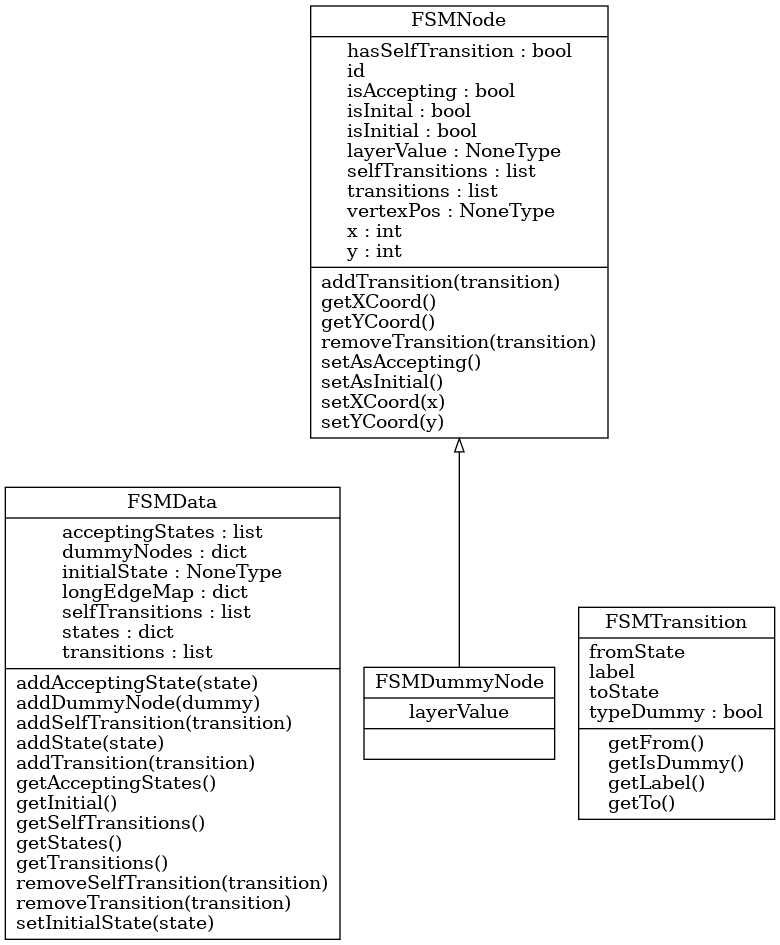 FSMNode
hasSelfTransition : bool
id
isAccepting : bool
isInital : bool
isInitial : bool
layerValue : NoneType
selfTransitions : list
transitions : list
vertexPos : NoneType
x : int
y : int
addTransition(transition)
getXCoord()
getYCoord()
removeTransition(transition)
setAsAccepting()
setAsInitial()
setXCoord(x)
setYCoord(y)
FSMData
acceptingStates : list
dummyNodes : dict
initialState : NoneType
longEdgeMap : dict
selfTransitions : list
states : dict
transitions : list
addAcceptingState(state)
addDummyNode(dummy)
addSelfTransition(transition)
addState(state)
addTransition(transition)
getAcceptingStates()
getInitial()
getSelfTransitions()
getStates()
getTransitions()
removeSelfTransition(transition)
removeTransition(transition)
setInitialState(state)
FSMDummyNode
layerValue
FSMTransition
fromState
label
toState
typeDummy : bool
getFrom()
getIsDummy()
getLabel()
getTo()